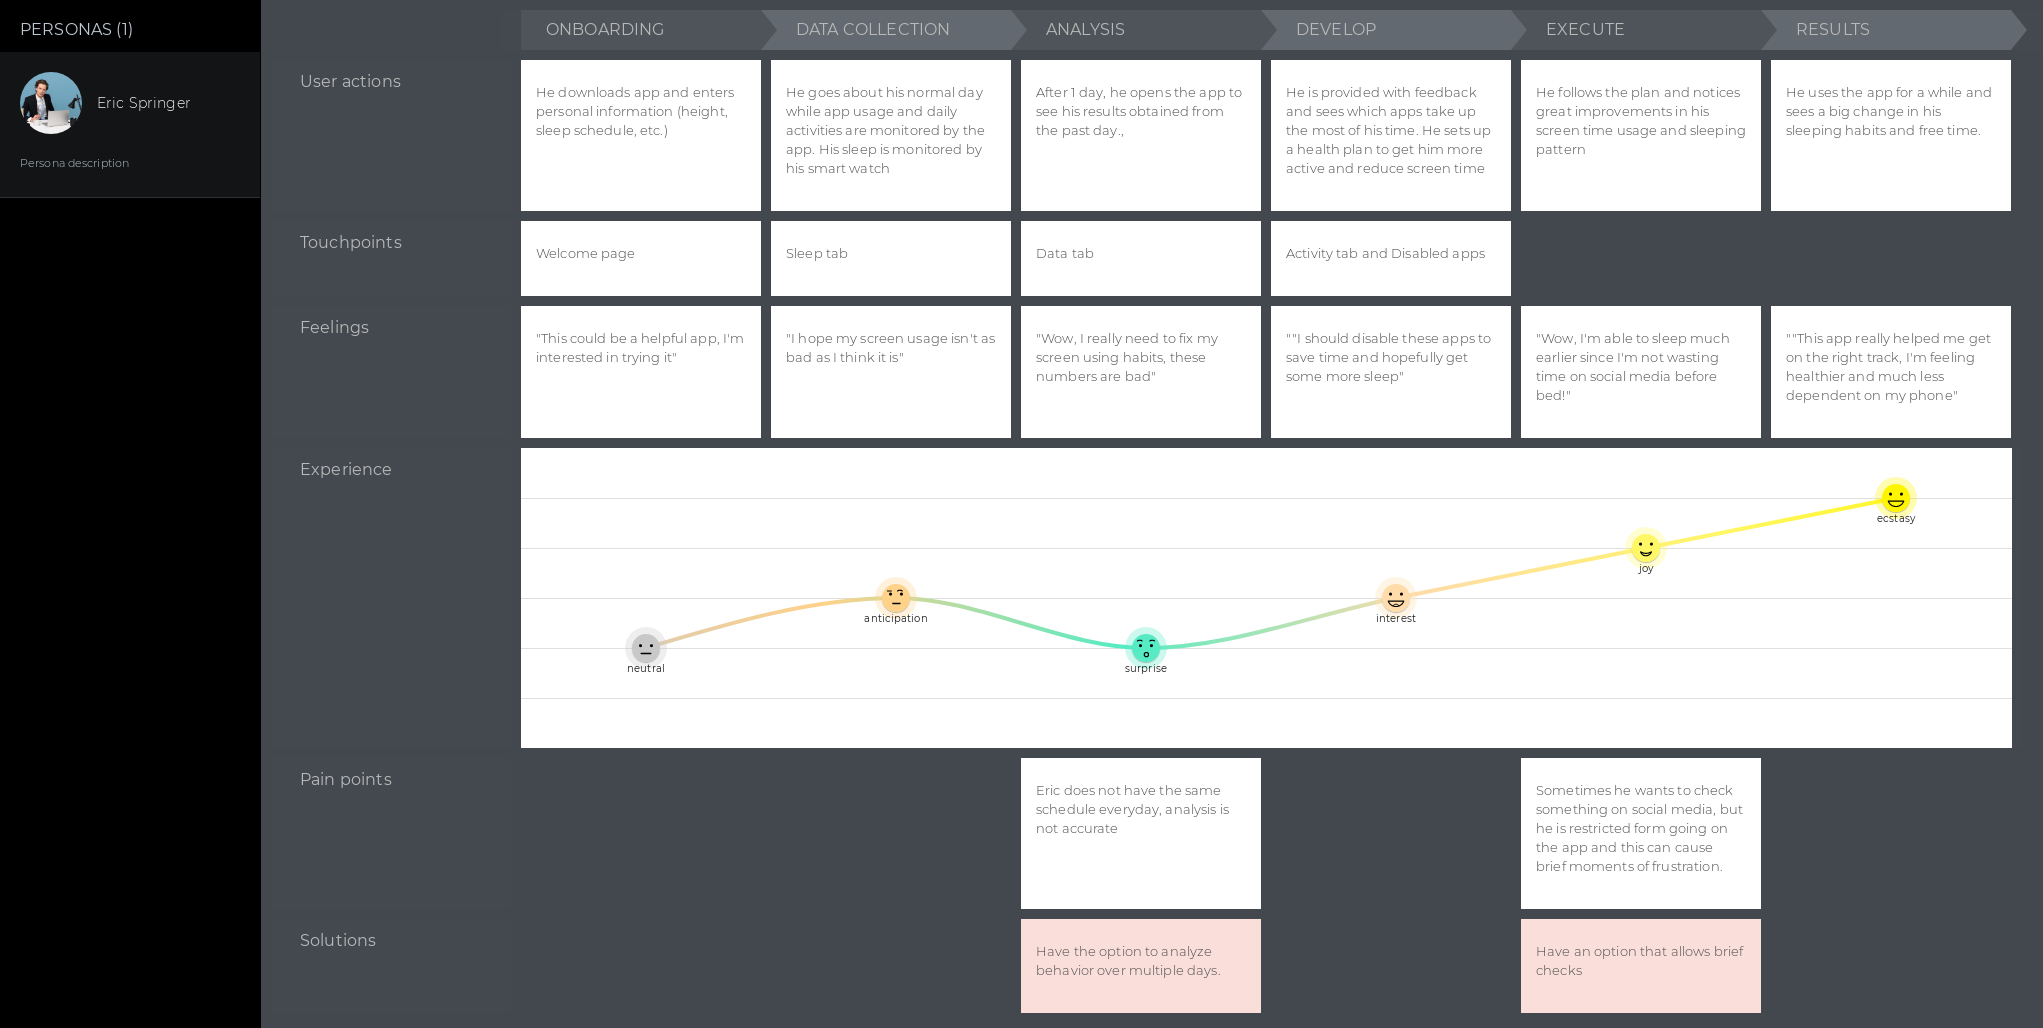 PERSONAS (1)
Eric Springer
Persona description
ONBOARDING
DATA COLLECTION
ANALYSIS
DEVELOP
EXECUTE
RESULTS
User actions
He downloads app and enters
personal information (height,
sleep schedule, etc.)
He goes about his normal day
while app usage and daily
activities are monitored by the
app. His sleep is monitored by
his smart watch
After 1 day, he opens the app to
see his results obtained from
the past day.,
He is provided with feedback
and sees which apps take up
the most of his time. He sets up
a health plan to get him more
active and reduce screen time
He follows the plan and notices
great improvements in his
screen time usage and sleeping
pattern
He uses the app for a while and
sees a big change in his
sleeping habits and free time.
Touchpoints
Welcome page
Sleep tab
Data tab
Activity tab and Disabled apps
Feelings
"This could be a helpful app, I'm
interested in trying it"
"I hope my screen usage isn't as
bad as I think it is"
"Wow, I really need to fix my
screen using habits, these
numbers are bad"
""I should disable these apps to
save time and hopefully get
some more sleep"
"Wow, I'm able to sleep much
earlier since I'm not wasting
time on social media before
bed!"
""This app really helped me get
on the right track, I'm feeling
healthier and much less
dependent on my phone"
Experience
neutral
anticipation
surprise
interest
joy
ecstasy
Pain points
Eric does not have the same
schedule everyday, analysis is
not accurate
Sometimes he wants to check
something on social media, but
he is restricted form going on
the app and this can cause
brief moments of frustration.
Solutions
Have the option to analyze
behavior over multiple days.
Have an option that allows brief
checks